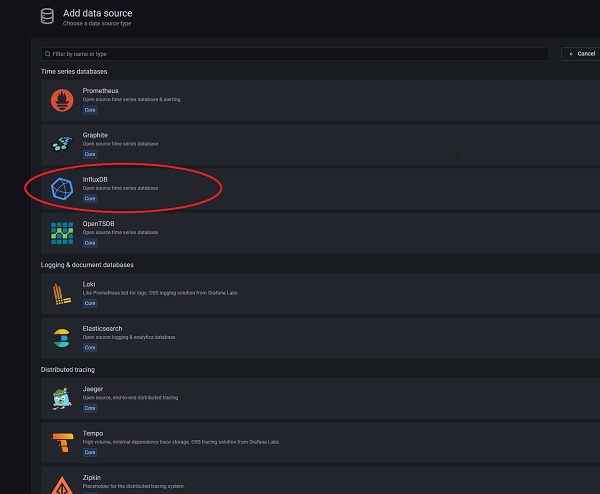 Add data source
Choose a data source type
Filter by name or type
Cancel
Time series databases
Prometheus
Open source time series database & alerting
Core
Graphite
Open source time series database
Core
InfluxDB
Open source time series database
Core
OpenTSDB
Open source time series database
Core
Logging & document databases
Loki
Like Prometheus but for logs. OSS logging solution from Grafana Labs
Core
Elasticsearch
Open source logging & analytics database
Core
Distributed tracing
Jaeger
Open source, end-to-end distributed tracing
Core
Tempo
High volume, minimal dependency trace storage. OSS tracing solution from Grafana Labs.
Core
Zipkin
Placeholder for the distributed tracing system.
Core